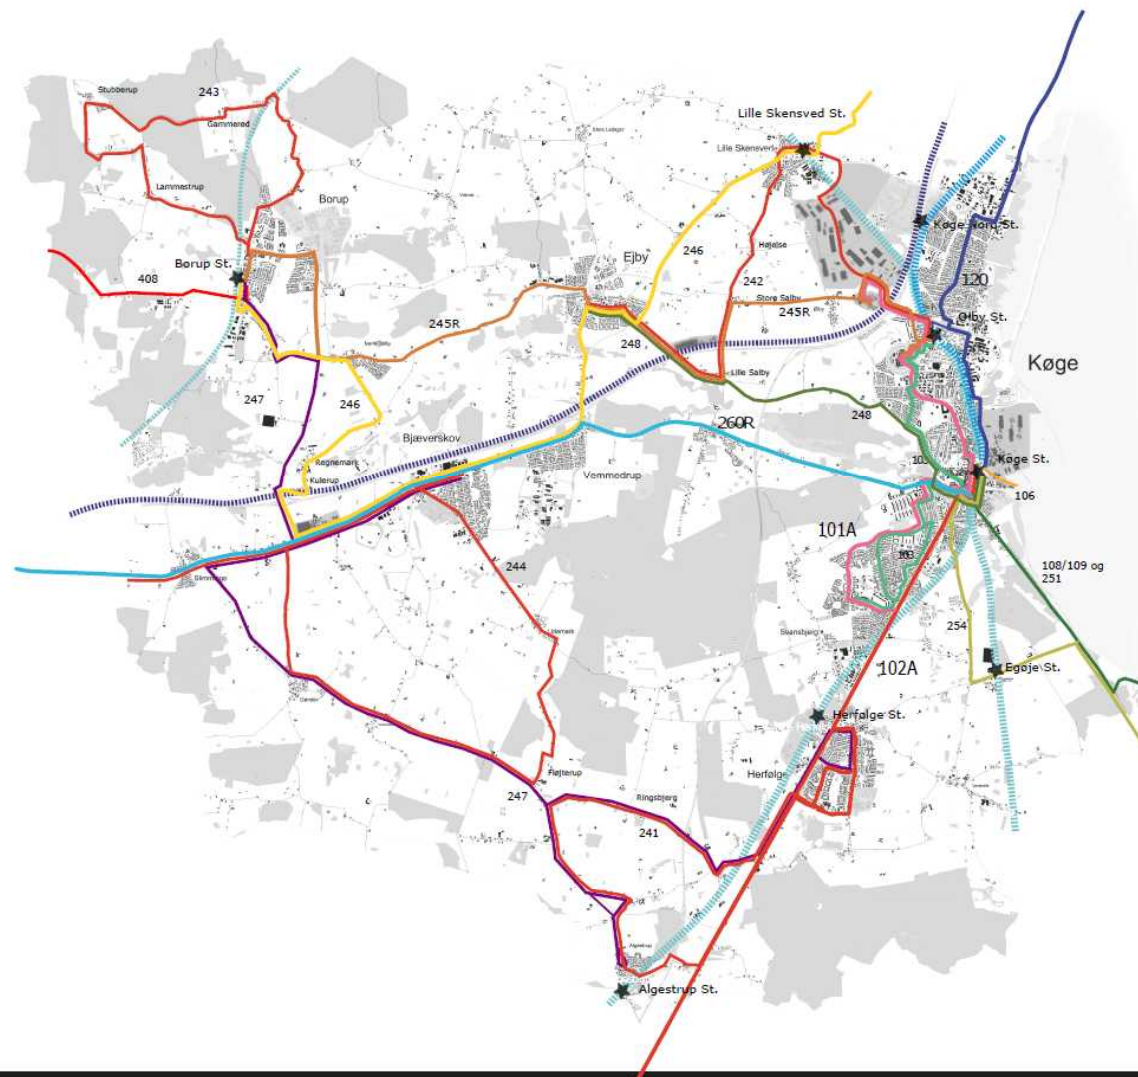 Stubberup
243
Gammerød
Lammestrup
Borup
Borup St.
408
Lille Skensved St.
Lille Skensved
Køge Nord St.
Ejby
246
Højelse
242
120
Store Salby
245R
245R
Ølby St.
248
Køge
Lille Salby
247
246
248
260R
Bjæverskov
Regnemark
Kulerup
Vemmedrup
103
Køge St.
106
101A
103
244
108/109 og
251
254
Egøje St.
102A
Herfølge St.
Herfølge
Fløjterup
247
Ringsbjerg
241
Algestrup
Algestrup St.